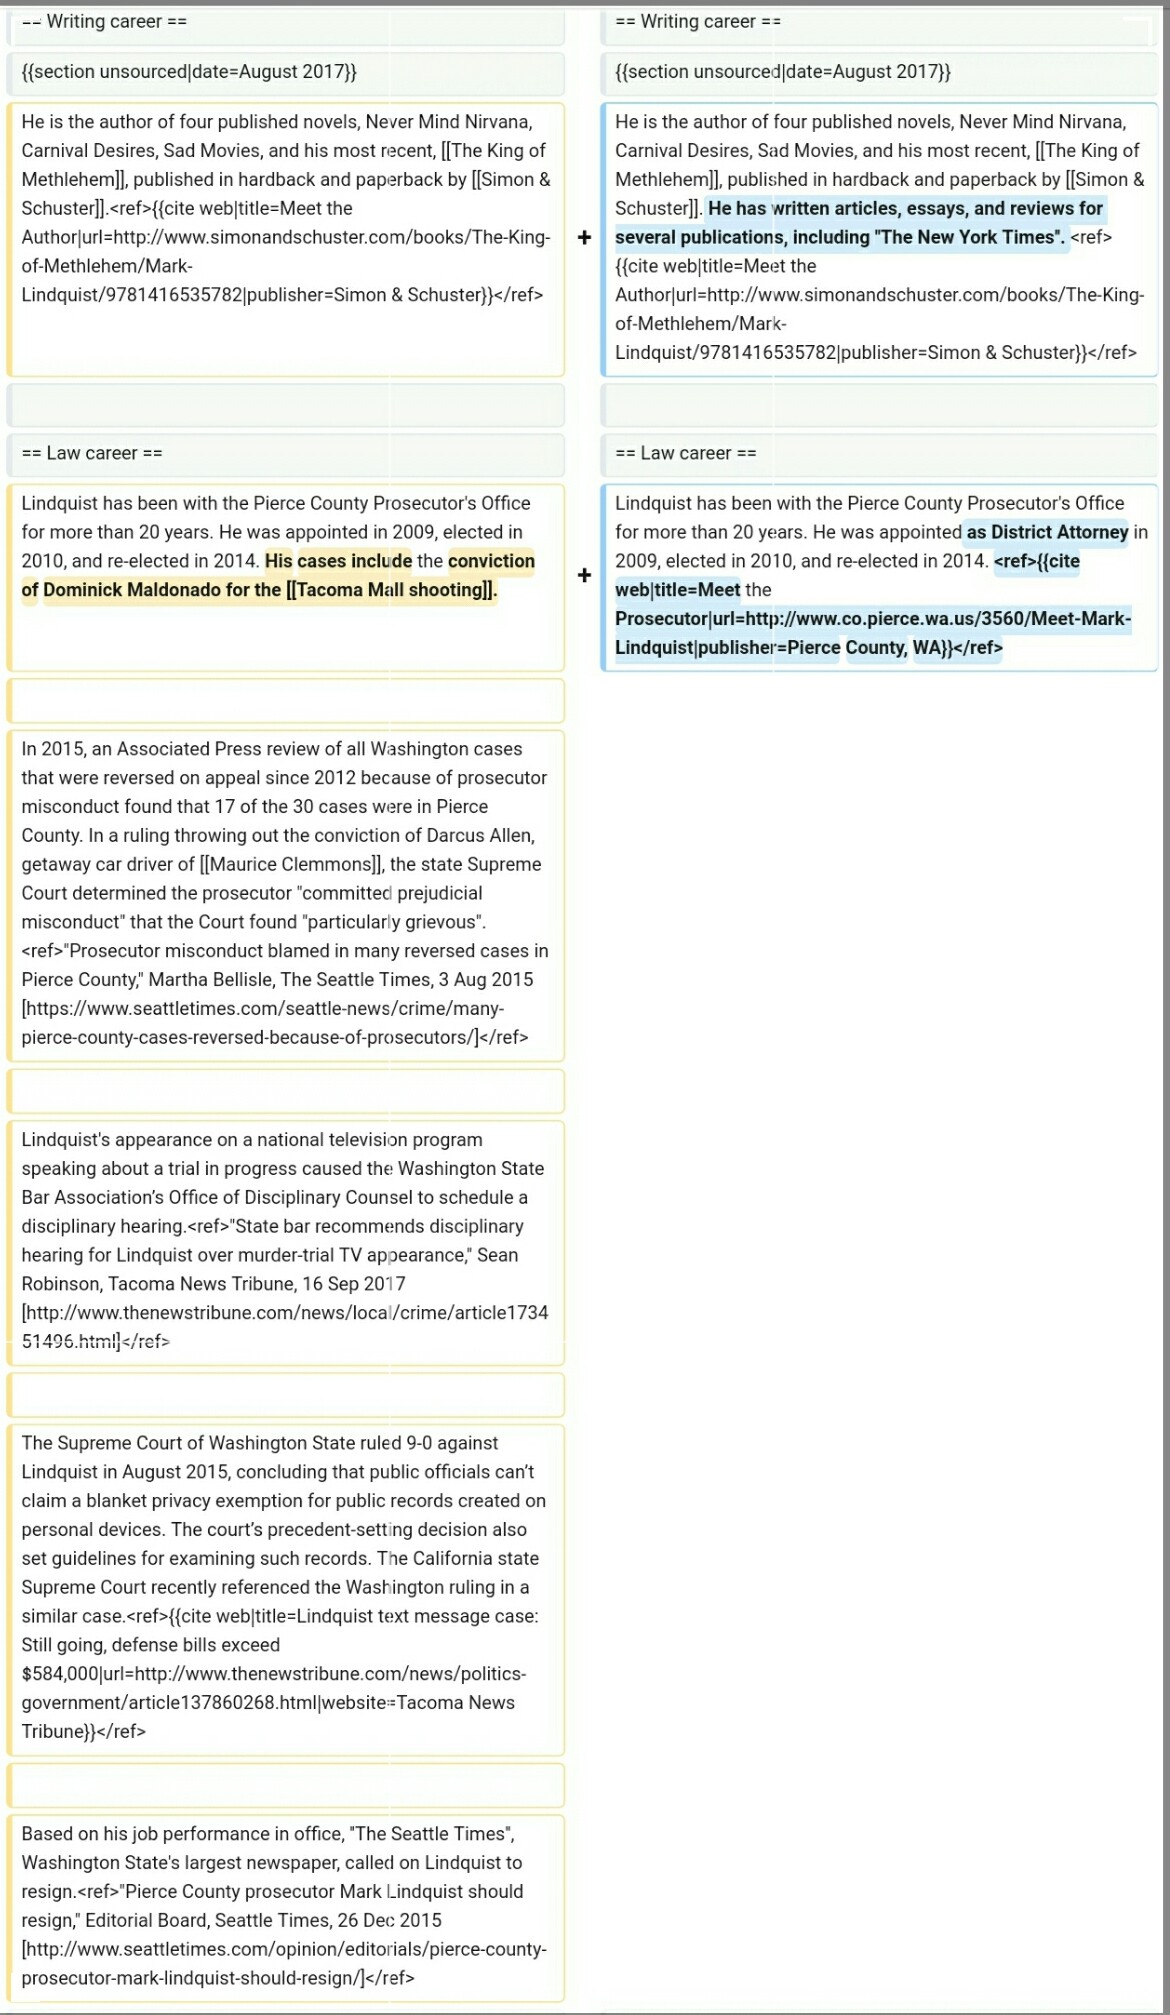 == Writing career ==
{{section unsourced|date=August 2017}}
He is the author of four published novels, Never Mind Nirvana,
Carnival Desires, Sad Movies, and his most recent, [[The King of
Methlehem]], published in hardback and paperback by [[Simon &
Schuster]].<ref>{{cite web|title=Meet the
Author|url=http://www.simonandschuster.com/books/The-King-
of-Methlehem/Mark-
Lindquist/9781416535782|publisher=Simon & Schuster}}</ref>
== Law career ==
Lindquist has been with the Pierce County Prosecutor's Office
for more than 20 years. He was appointed in 2009, elected in
2010, and re-elected in 2014. His cases include the conviction
of Dominick Maldonado for the [[Tacoma Mall shooting]].
In 2015, an Associated Press review of all Washington cases
that were reversed on appeal since 2012 because of prosecutor
misconduct found that 17 of the 30 cases were in Pierce
County. In a ruling throwing out the conviction of Darcus Allen,
getaway car driver of [[Maurice Clemmons]], the state Supreme
Court determined the prosecutor "committed prejudicial
misconduct" that the Court found "particularly grievous".
<ref>"Prosecutor misconduct blamed in many reversed cases in
Pierce County," Martha Bellisle, The Seattle Times, 3 Aug 2015
[https://www.seattletimes.com/seattle-news/crime/many-
pierce-county-cases-reversed-because-of-prosecutors/]</ref>
Lindquist's appearance on a national television program
speaking about a trial in progress caused the Washington State
Bar Association’s Office of Disciplinary Counsel to schedule a
disciplinary hearing.<ref>"State bar recommends disciplinary
hearing for Lindquist over murder-trial TV appearance," Sean
Robinson, Tacoma News Tribune, 16 Sep 2017
[http://www.thenewstribune.com/news/local/crime/article1734
51496.html]</ref>
The Supreme Court of Washington State ruled 9-0 against
Lindquist in August 2015, concluding that public officials can’t
claim a blanket privacy exemption for public records created on
personal devices. The court’s precedent-setting decision also
set guidelines for examining such records. The California state
Supreme Court recently referenced the Washington ruling in a
similar case.<ref>{{cite web|title=Lindquist text message case:
Still going, defense bills exceed
$584,000|url=http://www.thenewstribune.com/news/politics-
government/article137860268.html|website=Tacoma News
Tribune}}</ref>
Based on his job performance in office, "The Seattle Times",
Washington State's largest newspaper, called on Lindquist to
resign.<ref>"Pierce County prosecutor Mark Lindquist should
resign," Editorial Board, Seattle Times, 26 Dec 2015
[http://www.seattletimes.com/opinion/editorials/pierce-county-
prosecutor-mark-lindquist-should-resign/]</ref>
== Writing career ==
{{section unsourced|date=August 2017}}
+
He is the author of four published novels, Never Mind Nirvana,
Carnival Desires, Sad Movies, and his most recent, [[The King of
Methlehem]], published in hardback and paperback by [[Simon &
Schuster]]. He has written articles, essays, and reviews for
several publications, including "The New York Times". <ref>
{{cite web|title=Meet the
Author|url=http://www.simonandschuster.com/books/The-King-
of-Methlehem/Mark-
Lindquist/9781416535782|publisher=Simon & Schuster}}</ref>
== Law career ==
+
Lindquist has been with the Pierce County Prosecutor's Office
for more than 20 years. He was appointed as District Attorney in
2009, elected in 2010, and re-elected in 2014. <ref>{{cite
web|title=Meet the
Prosecutor|url=http://www.co.pierce.wa.us/3560/Meet-Mark-
Lindquist|publisher=Pierce County, WA}}</ref>